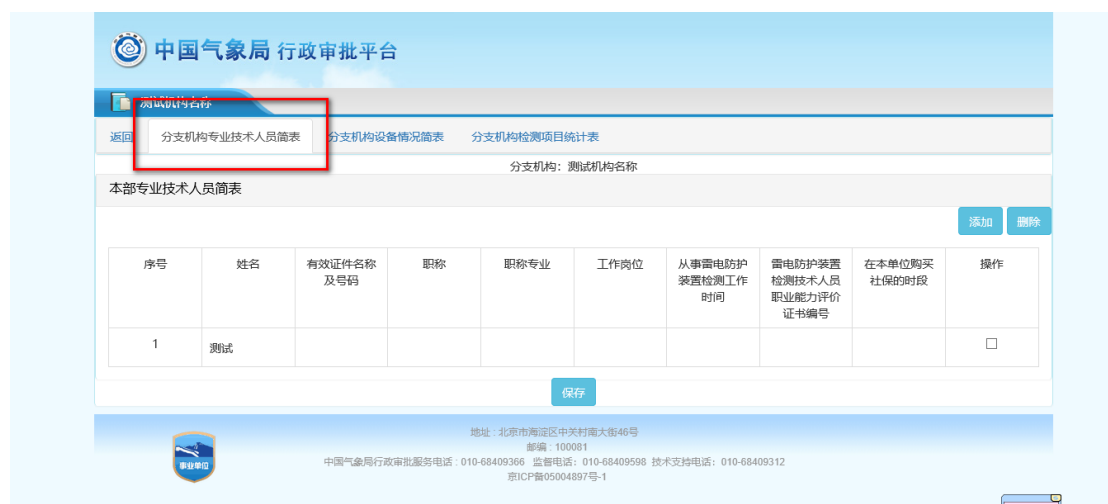 中国气象局 行政审批平台
测试机构名称
返回 分支机构专业技术人员简表 分支机构设备情况简表 分支机构检测项目统计表
分支机构：测试机构名称
本部专业技术人员简表
添加 删除
序号 姓名 有效证件名称 职称 职称专业 工作岗位 从事雷电防护 雷电防护装置 在本单位购买 操作
及号码 装置检测工作 检测技术人员 社保的时段
时间 职业能力评价
证书编号
1 测试
保存
地址：北京市海淀区中关村南大街46号
邮编：100081
中国气象局行政审批服务电话：010-68409366 监督电话：010-68409598 技术支持电话：010-68409312
京ICP备05004897号-1
事业单位